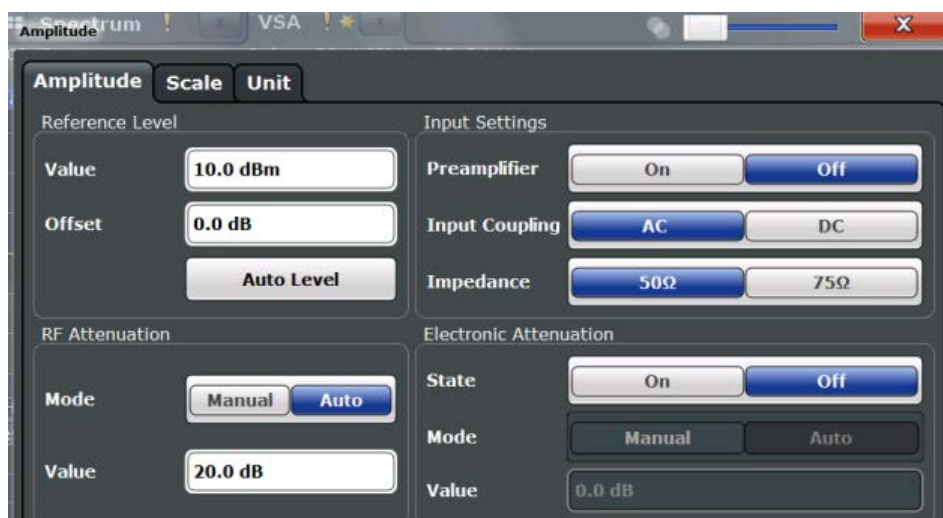 Spectrum ! VSA !
Amplitude X
Amplitude Scale Unit
Reference Level
Value 10.0 dBm
Offset 0.0 dB
Auto Level
Input Settings
Preamplifier On Off
Input Coupling AC DC
Impedance 50Ω 75Ω
RF Attenuation
Mode Manual Auto
Value 20.0 dB
Electronic Attenuation
State On Off
Mode Manual Auto
Value 0.0 dB